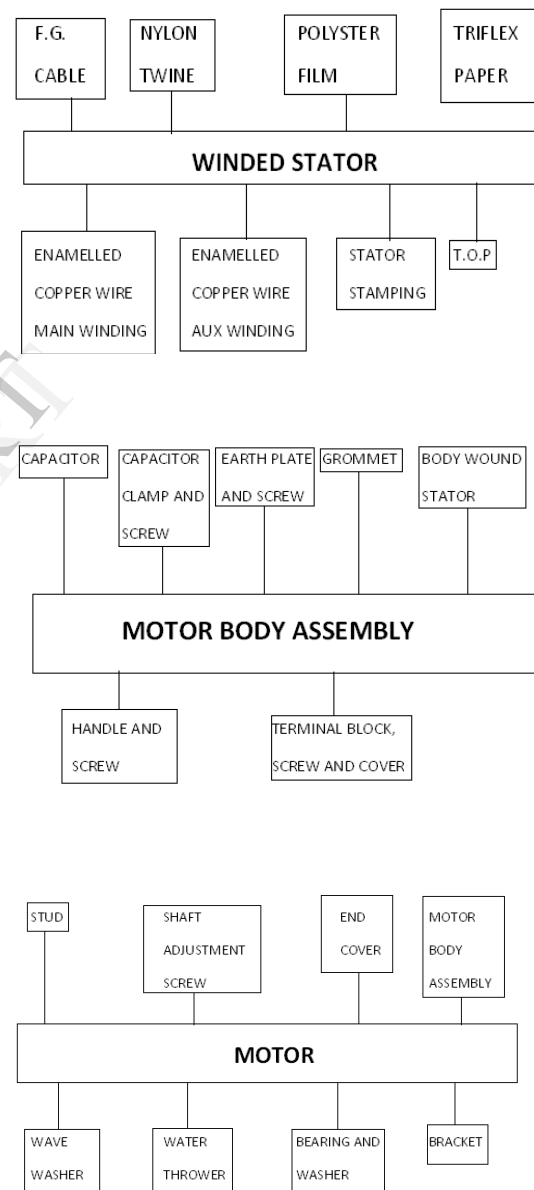 F.G.
CABLE
NYLON
TWINE
POLYSTER
FILM
TRIFLEX
PAPER
WINDED STATOR
ENAMELLED
COPPER WIRE
MAIN WINDING
ENAMELLED
COPPER WIRE
AUX WINDING
STATOR
STAMPING
T.O.P
CAPACITOR
CAPACITOR
CLAMP AND
SCREW
EARTH PLATE
AND SCREW
GROMMET
BODY WOUND
STATOR
MOTOR BODY ASSEMBLY
HANDLE AND
SCREW
TERMINAL BLOCK,
SCREW AND COVER
STUD
SHAFT
ADJUSTMENT
SCREW
END
COVER
MOTOR
BODY
ASSEMBLY
MOTOR
WAVE
WASHER
WATER
THROWER
BEARING AND
WASHER
BRACKET